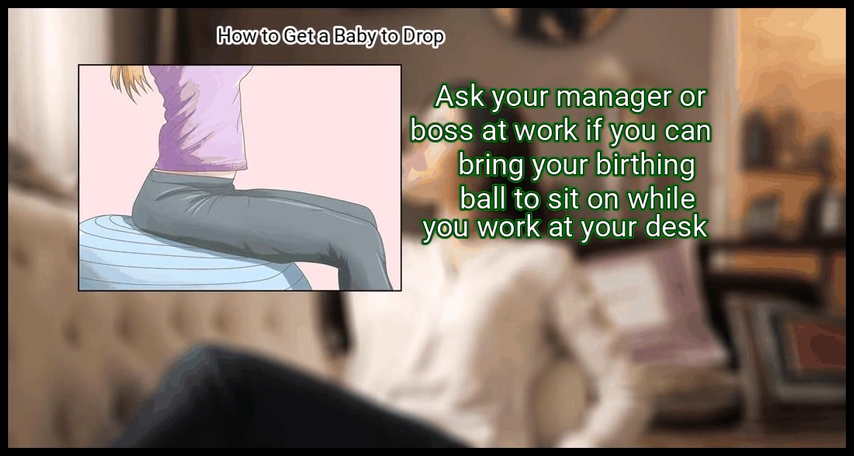 How to Get a Baby to Drop
Ask your manager or
boss at work if you can
bring your birthing
ball to sit on while
you work at your desk